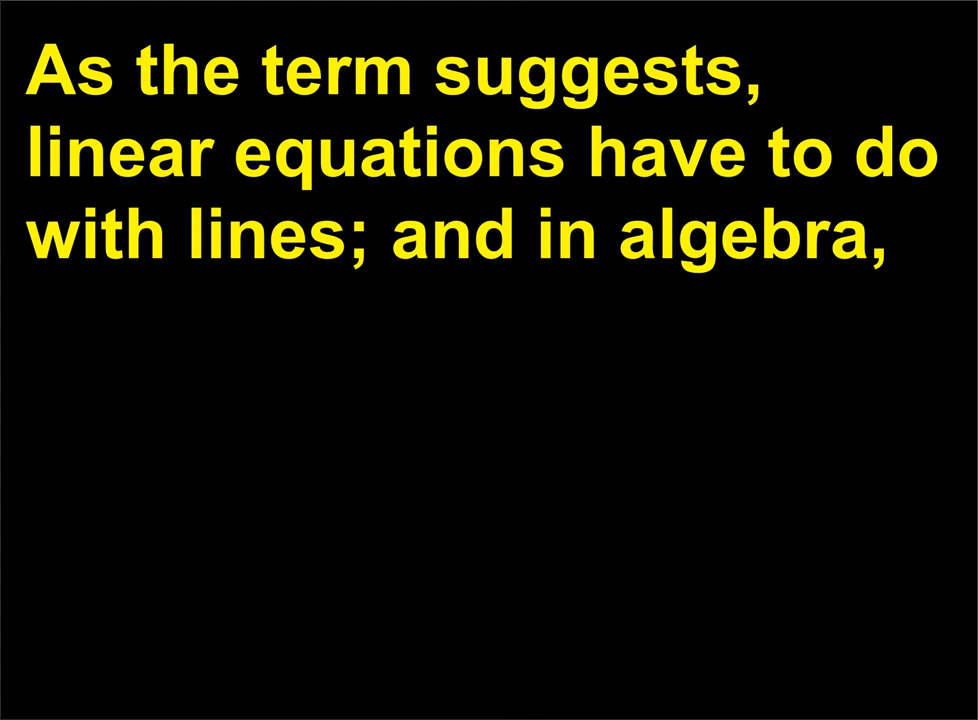 As the term suggests,
linear equations have to do
with lines; and in algebra,